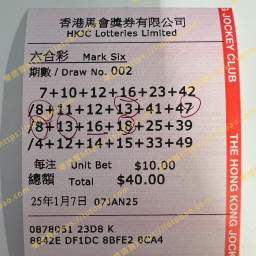 香港馬會獎券有限公司
HKJC Lotteries Limited
六合彩 Mark Six
期數 / Draw No. 002
7+10+12+16+23+42
/8+11+12+13+41+47
/8+13+16+18+25+39
/4+12+14+15+33+49
每注 Unit Bet $10.00
總額 Total $40.00
25年1月7日 07JAN25
0878051 23D8 K
8942E DF1DC 8BFE2 8CA4
JOCKEY CLUB
THE HONG KONG JOCKEY